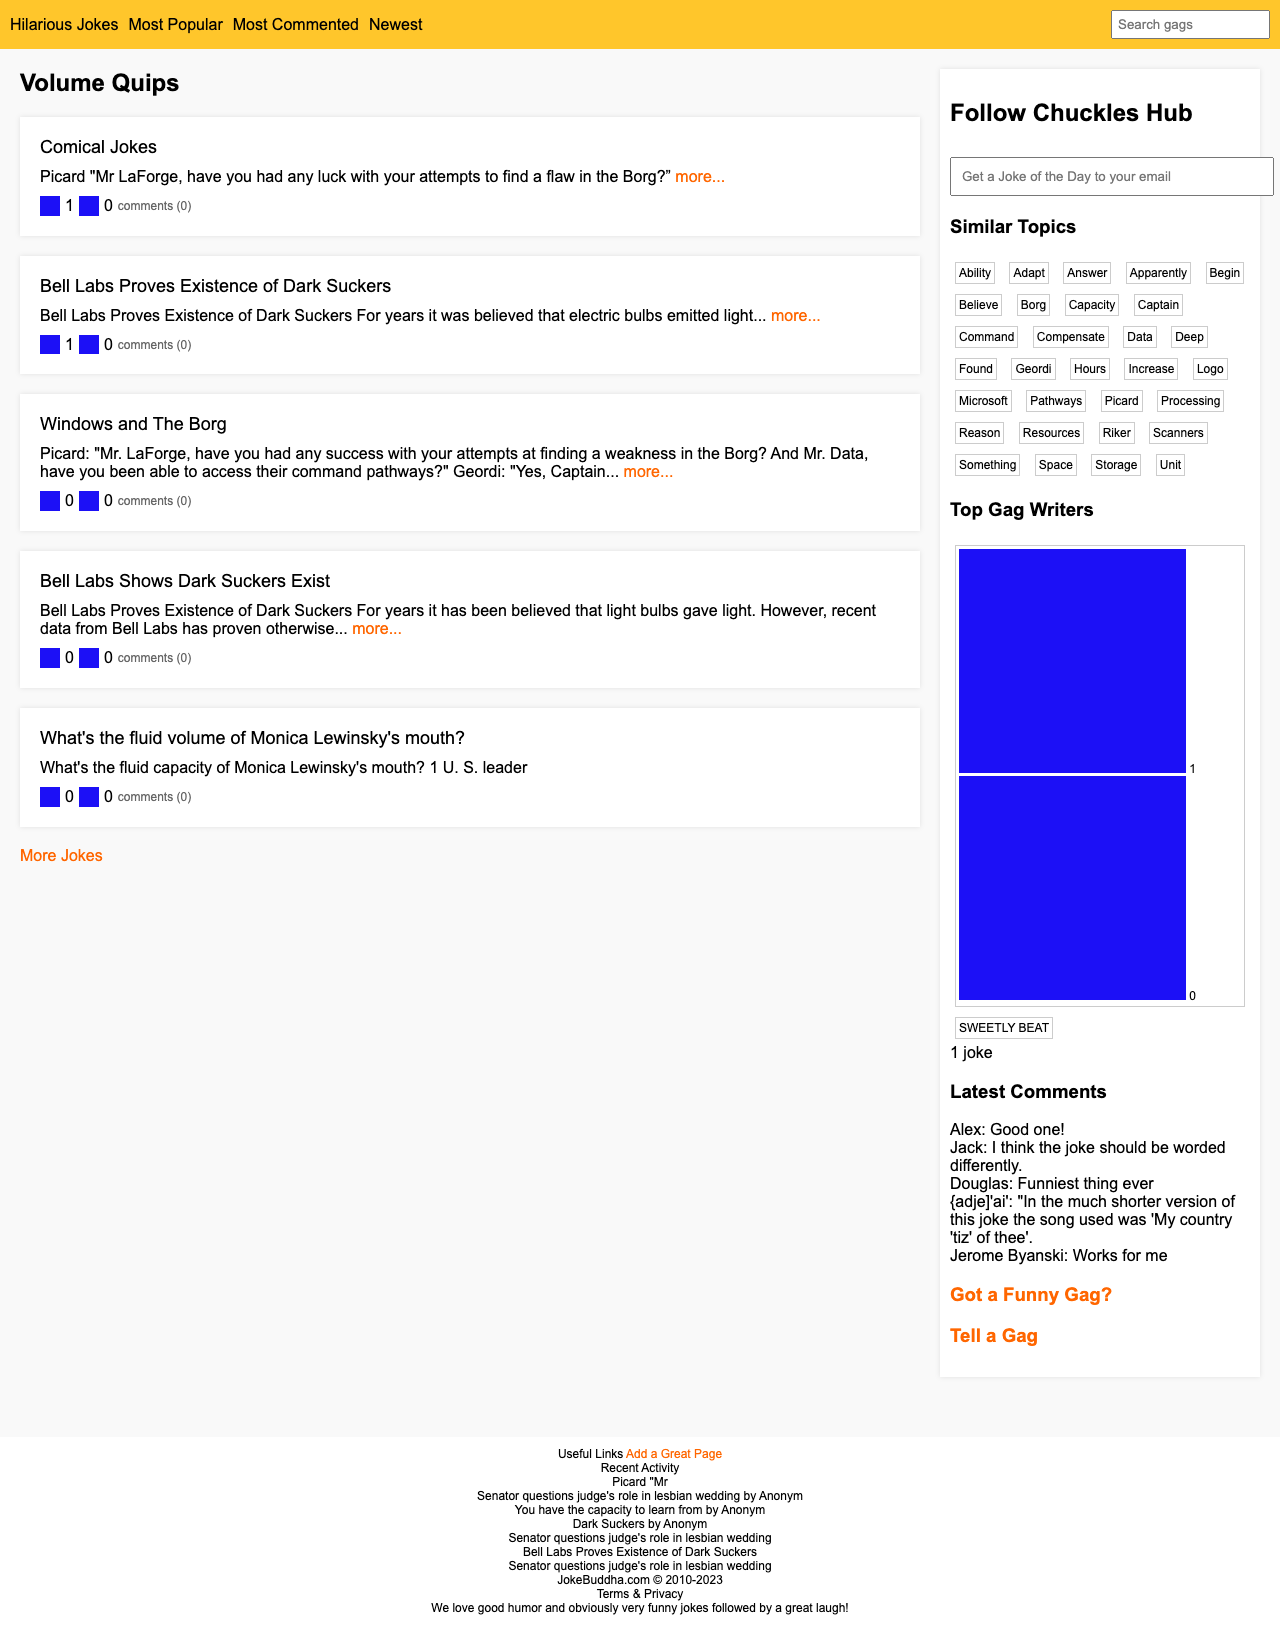 Hilarious Jokes Most Popular Most Commented Newest
Search gags
Volume Quips
Comical Jokes
Picard "Mr LaForge, have you had any luck with your attempts to find a flaw in the Borg?” more...
1 0 comments (0)
Bell Labs Proves Existence of Dark Suckers
Bell Labs Proves Existence of Dark Suckers For years it was believed that electric bulbs emitted light... more...
1 0 comments (0)
Windows and The Borg
Picard: "Mr. LaForge, have you had any success with your attempts at finding a weakness in the Borg? And Mr. Data,
have you been able to access their command pathways?" Geordi: "Yes, Captain... more...
0 0 comments (0)
Bell Labs Shows Dark Suckers Exist
Bell Labs Proves Existence of Dark Suckers For years it has been believed that light bulbs gave light. However, recent
data from Bell Labs has proven otherwise... more...
0 0 comments (0)
What's the fluid volume of Monica Lewinsky's mouth?
What's the fluid capacity of Monica Lewinsky's mouth? 1 U. S. leader
0 0 comments (0)
More Jokes
Follow Chuckles Hub
Get a Joke of the Day to your email
Similar Topics
Ability Adapt Answer Apparently Begin
Believe Borg Capacity Captain
Command Compensate Data Deep
Found Geordi Hours Increase Logo
Microsoft Pathways Picard Processing
Reason Resources Riker Scanners
Something Space Storage Unit
Top Gag Writers
1
0
SWEETLY BEAT
1 joke
Latest Comments
Alex: Good one!
Jack: I think the joke should be worded
differently.
Douglas: Funniest thing ever
{adje]'ai': "In the much shorter version of
this joke the song used was 'My country
'tiz' of thee'.
Jerome Byanski: Works for me
Got a Funny Gag?
Tell a Gag
Useful Links Add a Great Page
Recent Activity
Picard "Mr
Senator questions judge's role in lesbian wedding by Anonym
You have the capacity to learn from by Anonym
Dark Suckers by Anonym
Senator questions judge's role in lesbian wedding
Bell Labs Proves Existence of Dark Suckers
Senator questions judge's role in lesbian wedding
JokeBuddha.com © 2010-2023
Terms & Privacy
We love good humor and obviously very funny jokes followed by a great laugh!